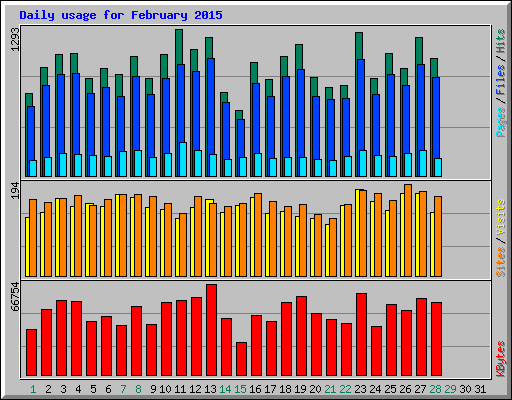 Daily usage for February 2015
1293
Pages/Files/Hits
194
Sites/Visits
66754
KBytes
1 2 3 4 5 6 7 8 9 10 11 12 13 14 15 16 17 18 19 20 21 22 23 24 25 26 27 28 29 30 31